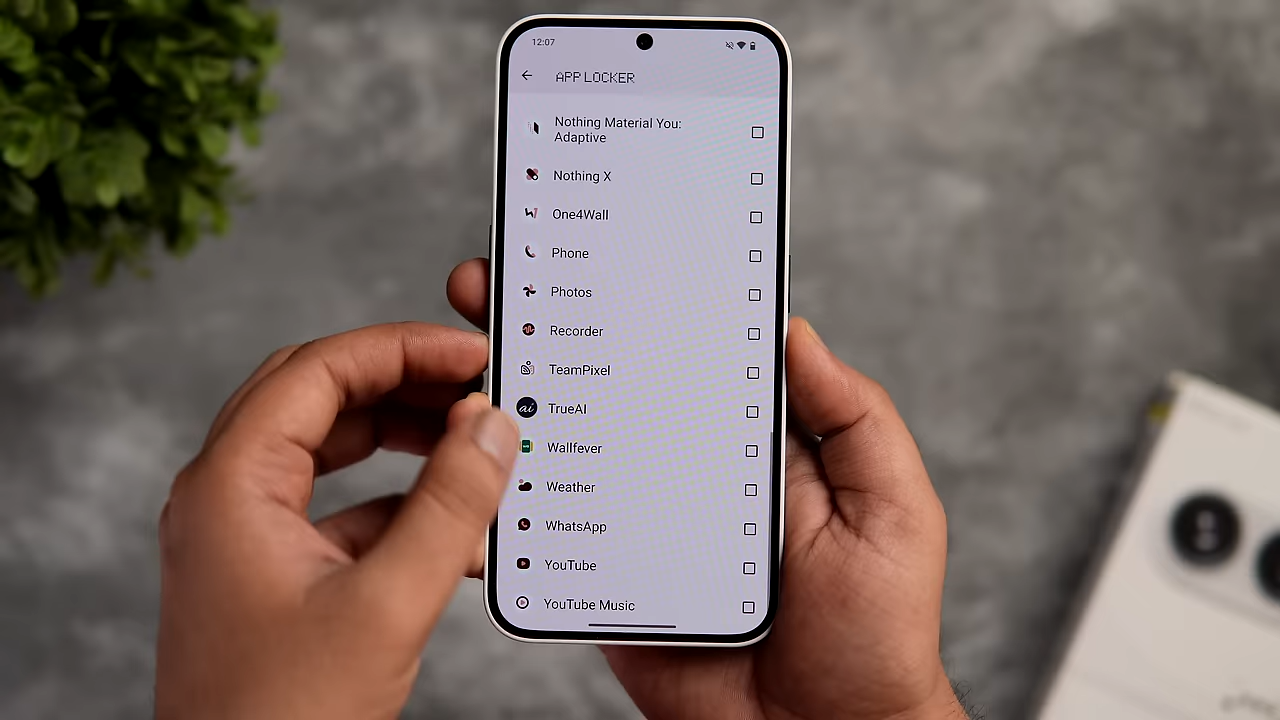 12:07
APP LOCKER
Nothing Material You:
Adaptive
Nothing X
One4Wall
Phone
Photos
Recorder
TeamPixel
ai TrueAI
Wallfever
Weather
WhatsApp
YouTube
YouTube Music